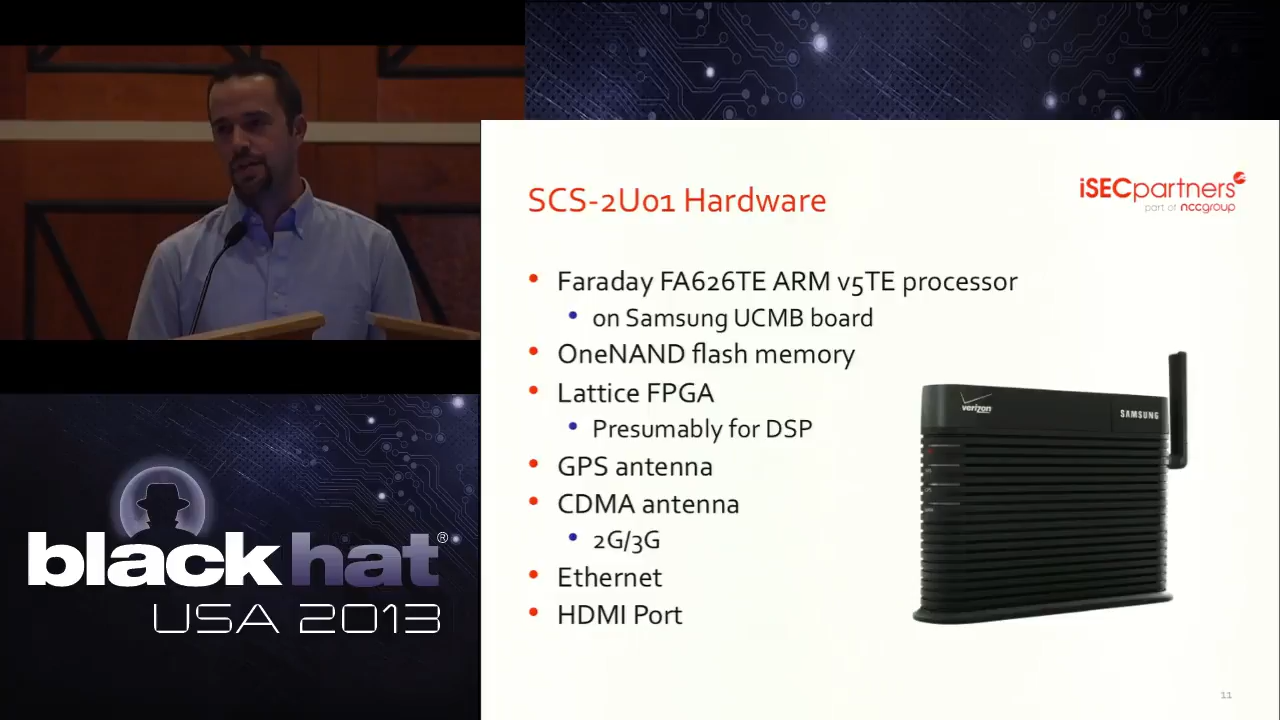 SCS-2U01 Hardware
iSECpartners
part of nccgroup
• Faraday FA626TE ARM v5TE processor
• on Samsung UCMB board
• OneNAND flash memory
• Lattice FPGA
• Presumably for DSP
• GPS antenna
• CDMA antenna
• 2G/3G
• Ethernet
• HDMI Port
verizon
SAMSUNG
11
blackhat®
USA 2013